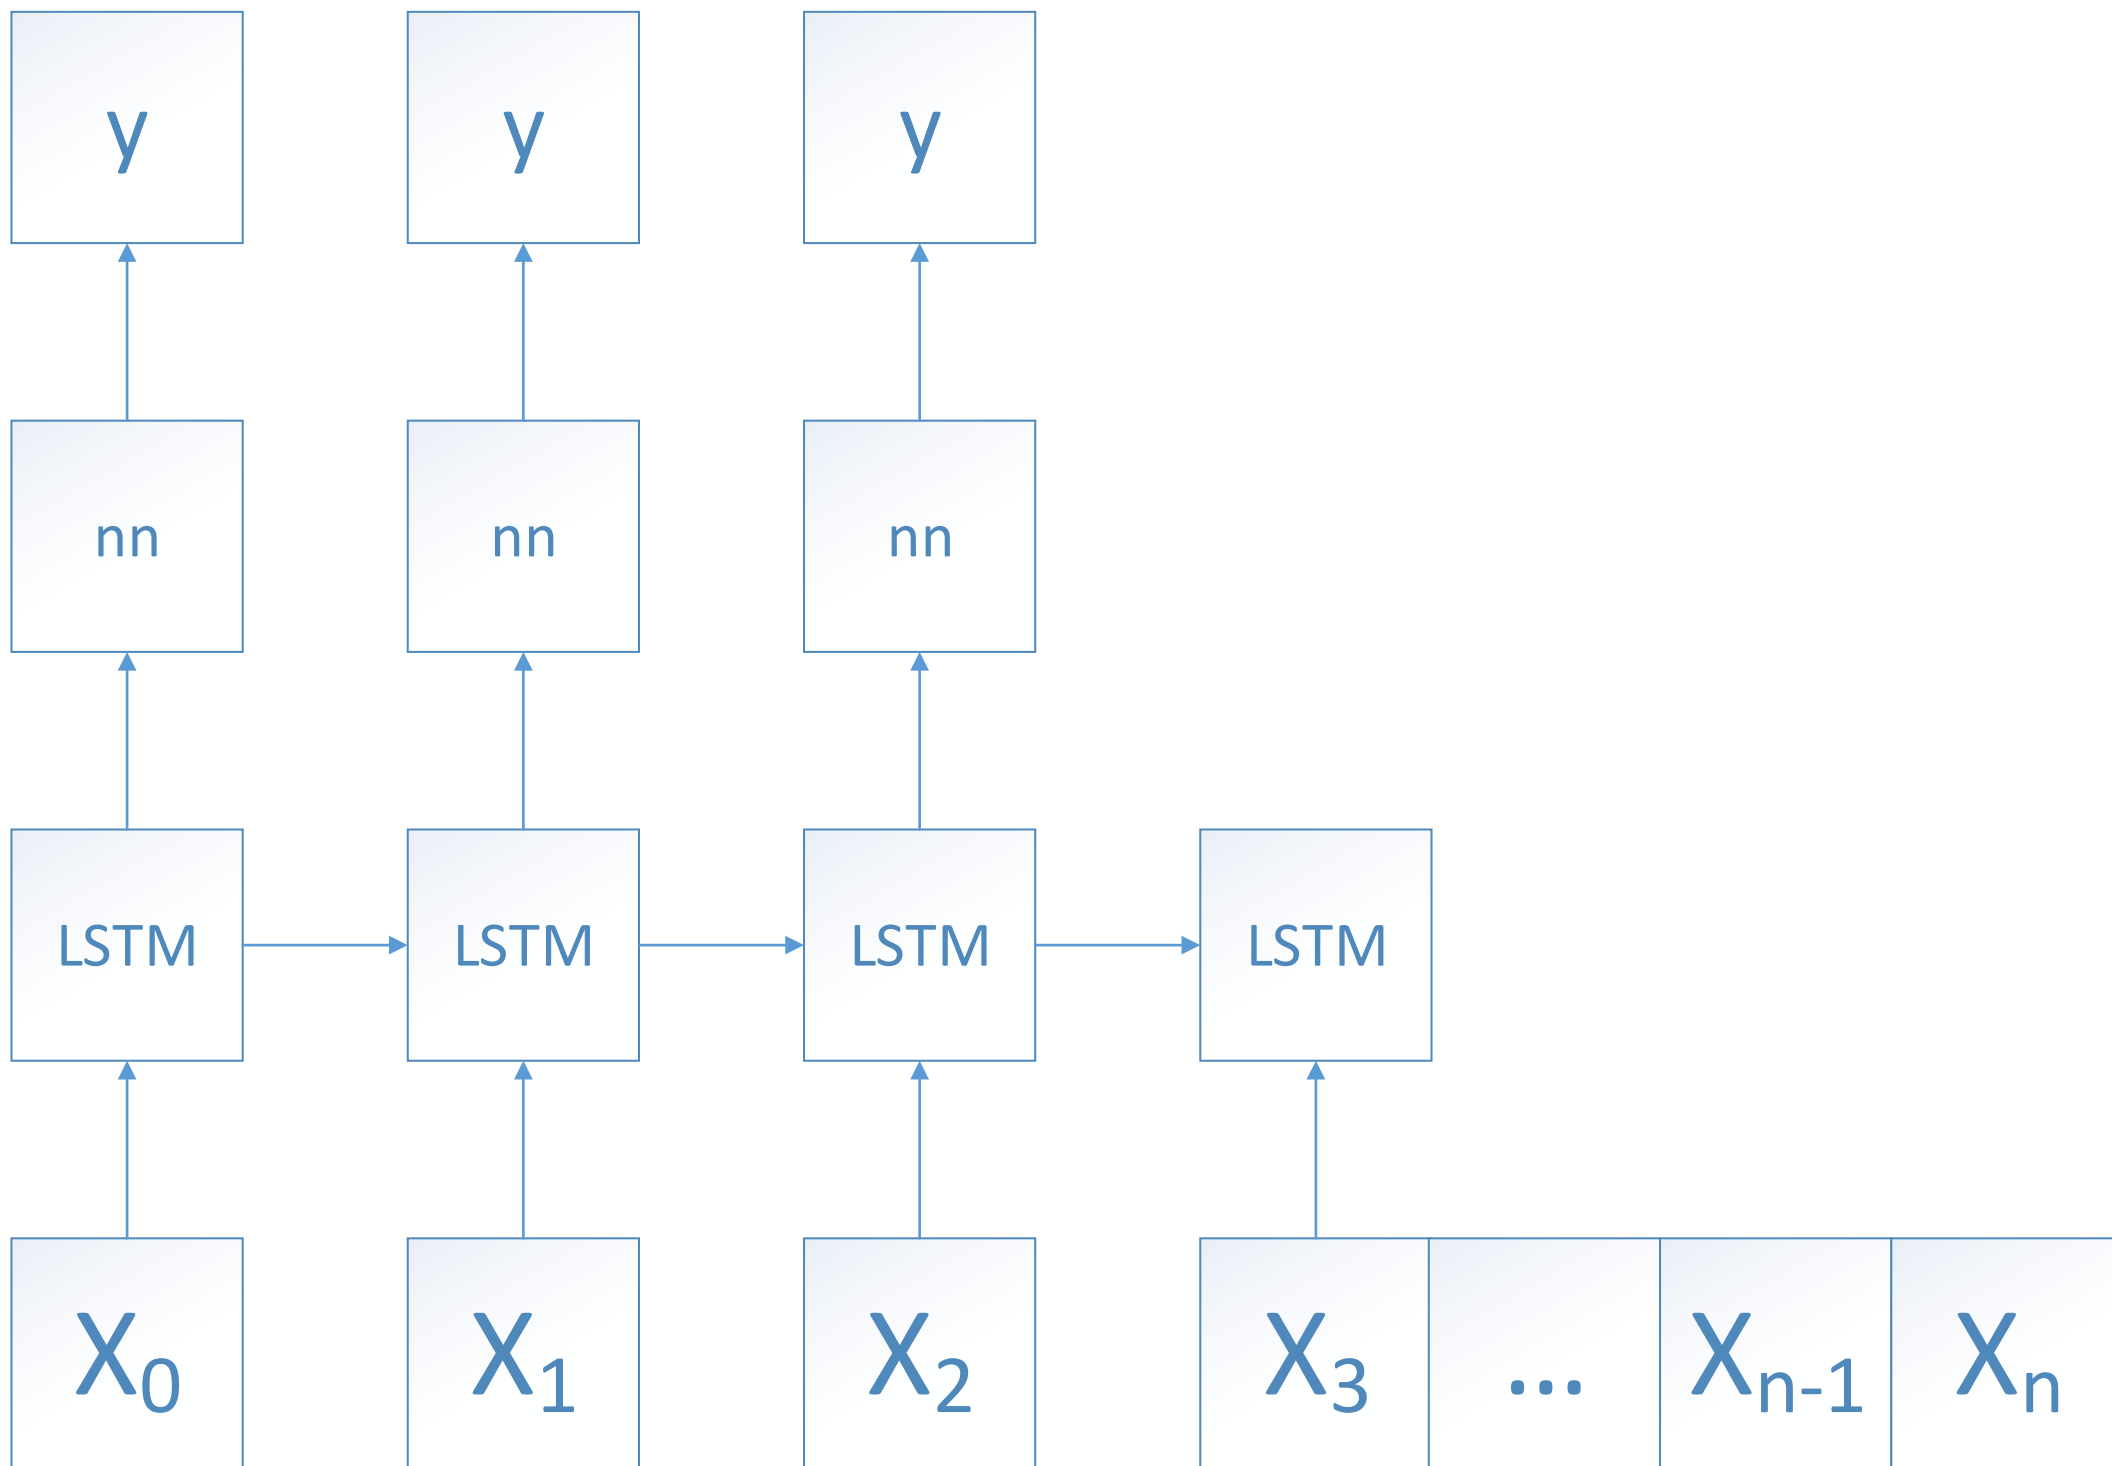 y y y
nn nn nn
LSTM LSTM LSTM LSTM
X₀ X₁ X₂ X₃ ... Xₙ₋₁ Xₙ